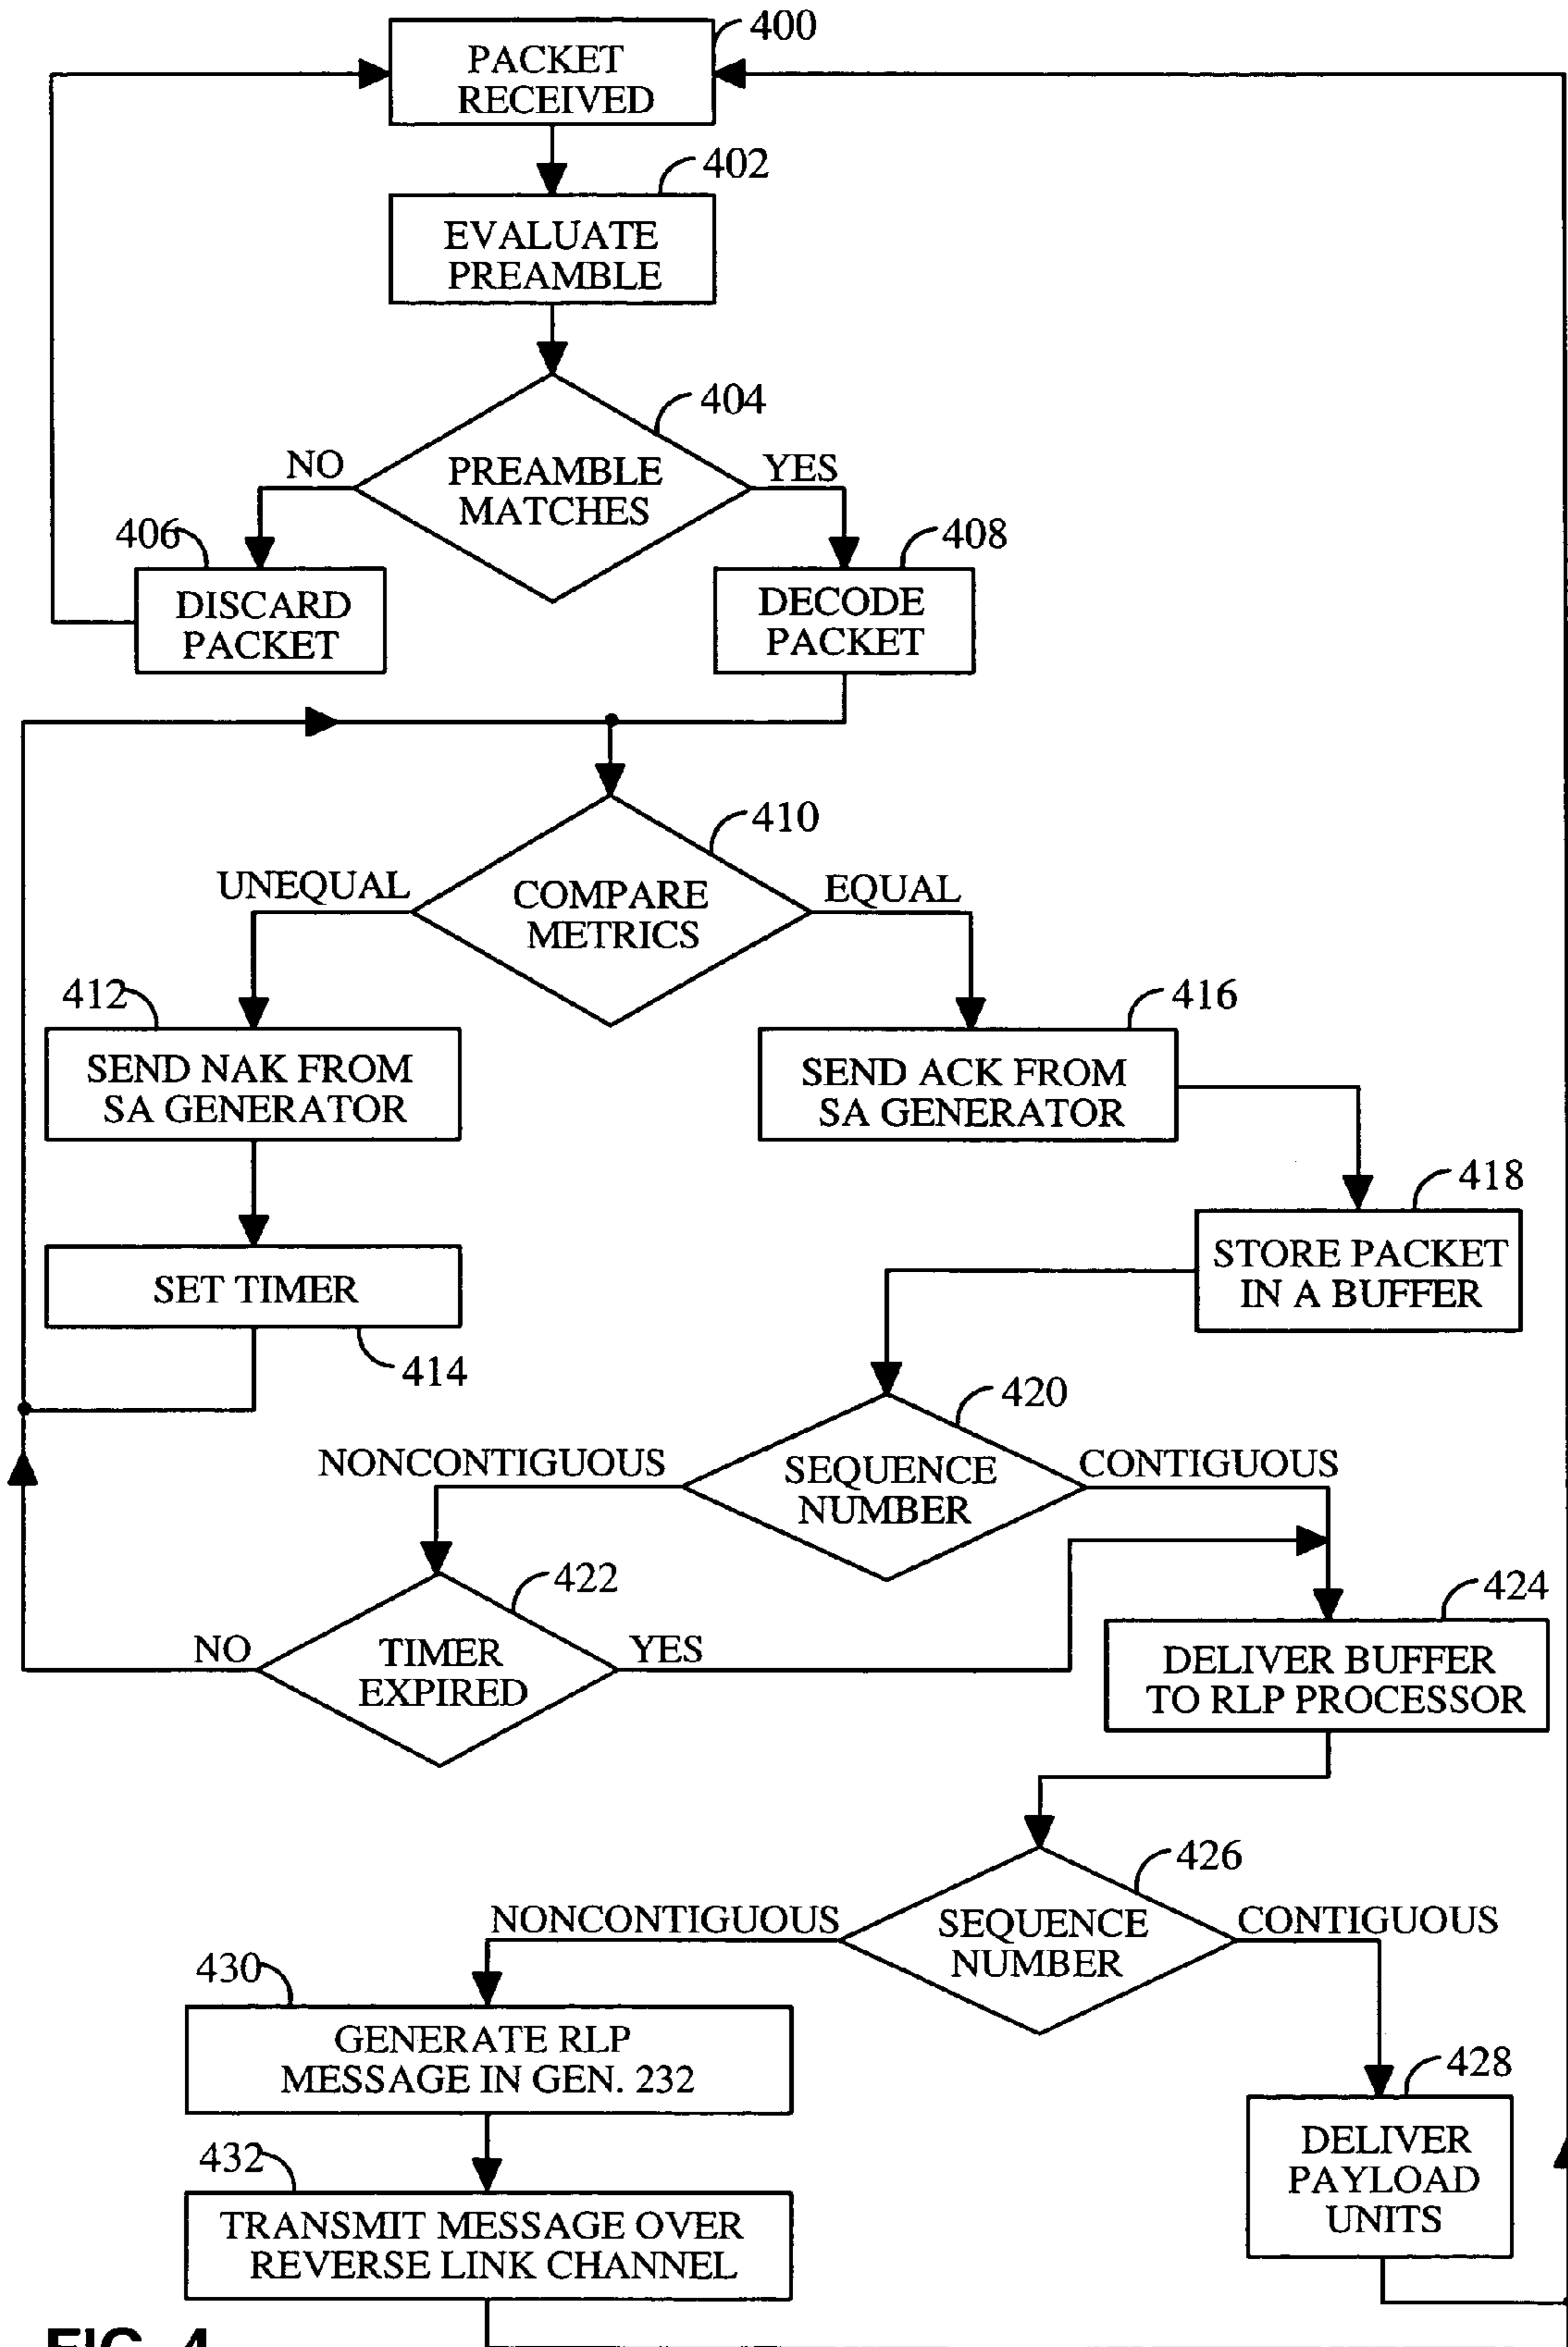 400
PACKET
RECEIVED
402
EVALUATE
PREAMBLE
404
NO
PREAMBLE
MATCHES
YES
406
408
DISCARD
PACKET
DECODE
PACKET
410
UNEQUAL
COMPARE
METRICS
EQUAL
412
416
SEND NAK FROM
SA GENERATOR
SEND ACK FROM
SA GENERATOR
418
STORE PACKET
IN A BUFFER
SET TIMER
414
420
NONCONTIGUOUS
SEQUENCE
NUMBER
CONTIGUOUS
422
NO
TIMER
EXPIRED
YES
424
DELIVER BUFFER
TO RLP PROCESSOR
426
NONCONTIGUOUS
SEQUENCE
NUMBER
CONTIGUOUS
430
GENERATE RLP
MESSAGE IN GEN. 232
428
DELIVER
PAYLOAD
UNITS
432
TRANSMIT MESSAGE OVER
REVERSE LINK CHANNEL
FIG. 4